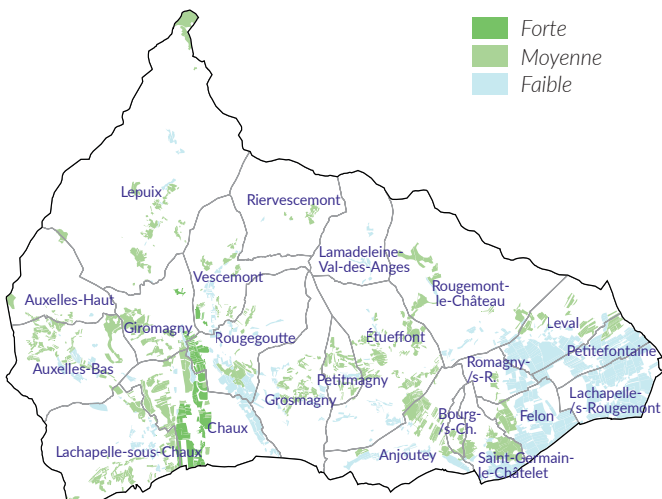 Forte
Moyenne
Faible
Lepuix
Riervescemont
Lamadeleine-
Val-des-Anges
Vescemont
Rougemont-
le-Château
Auxelles-Haut
Giromagny
Rougegoutte
Étueffont
Leval
Petitefontaine
Auxelles-Bas
Romagny-
/s-R.
Petitmagny
Grosmagny
Lachapelle-
/s-Rougemont
Bourg-
/s-Ch.
Felon
Chaux
Lachapelle-sous-Chaux
Anjoutey
Saint-Germain-
le-Châtelet